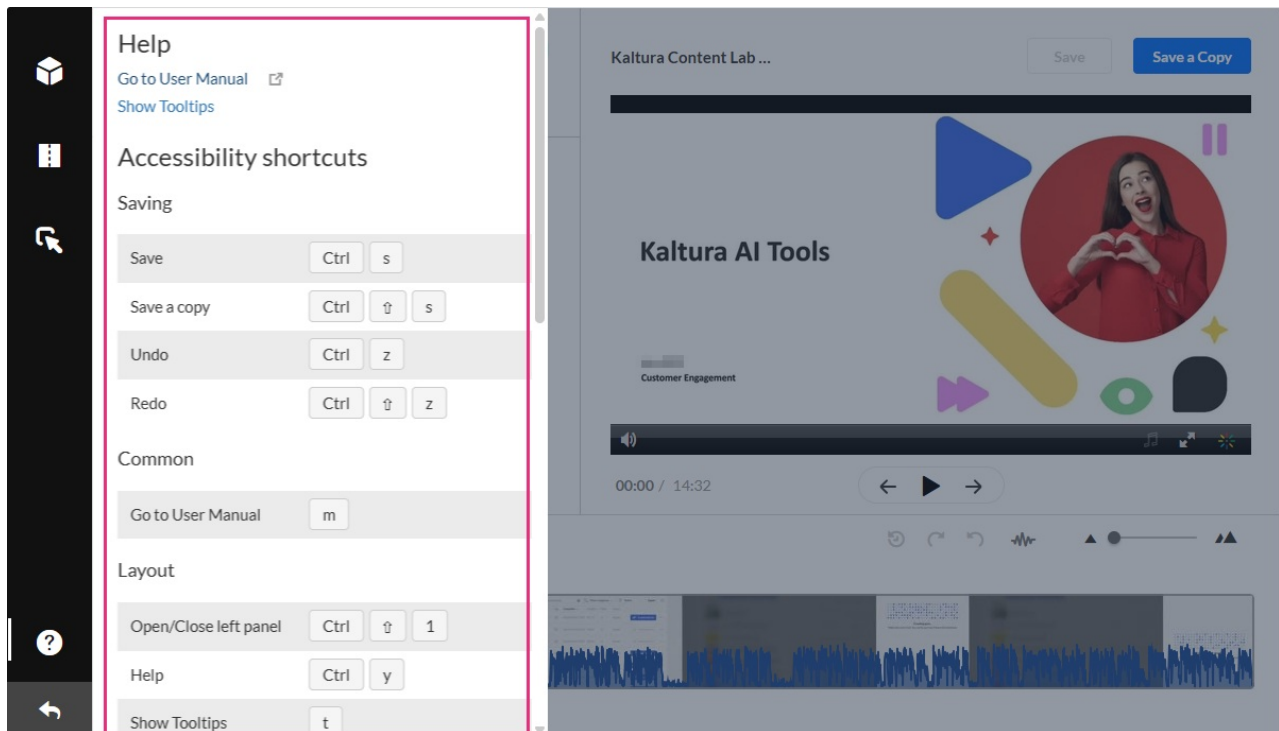 Help
Go to User Manual
Show Tooltips
Accessibility shortcuts
Saving
Save Ctrl s
Save a copy Ctrl ⇧ s
Undo Ctrl z
Redo Ctrl ⇧ z
Common
Go to User Manual m
Layout
Open/Close left panel Ctrl ⇧ 1
Help Ctrl y
Show Tooltips t
Kaltura Content Lab ...
Save
Save a Copy
Kaltura AI Tools
Customer Engagement
00:00 / 14:32